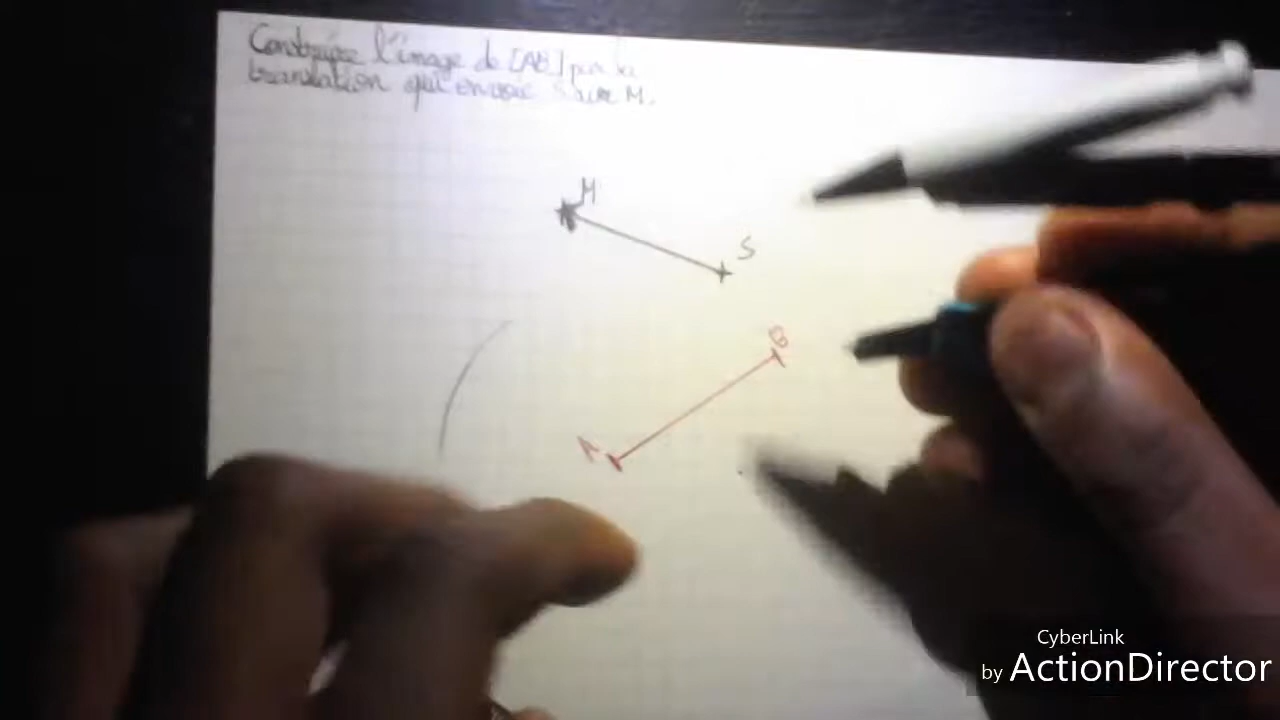 Construire l'image de [AB] par la
translation qui envoie S sur M.
M
S
B
A
CyberLink
by ActionDirector